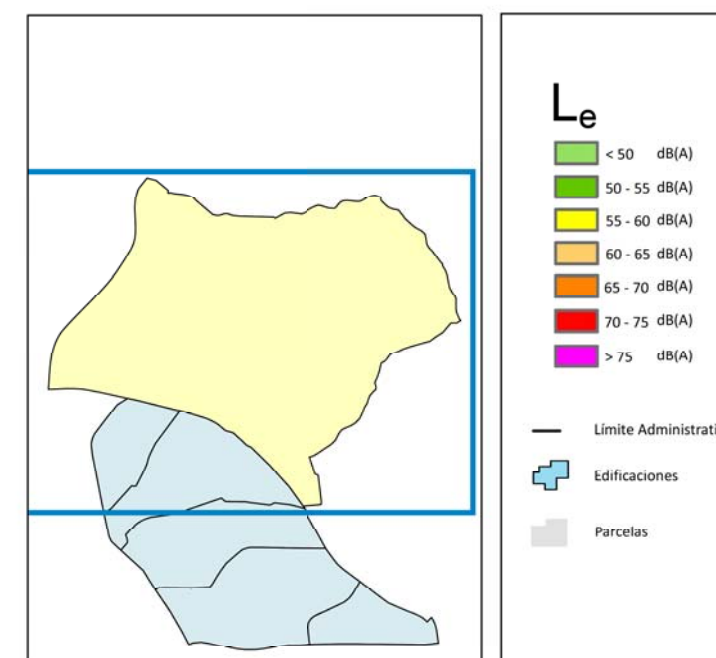 Le
< 50 dB(A)
50 - 55 dB(A)
55 - 60 dB(A)
60 - 65 dB(A)
65 - 70 dB(A)
70 - 75 dB(A)
> 75 dB(A)
Límite Administrati
Edificaciones
Parcelas